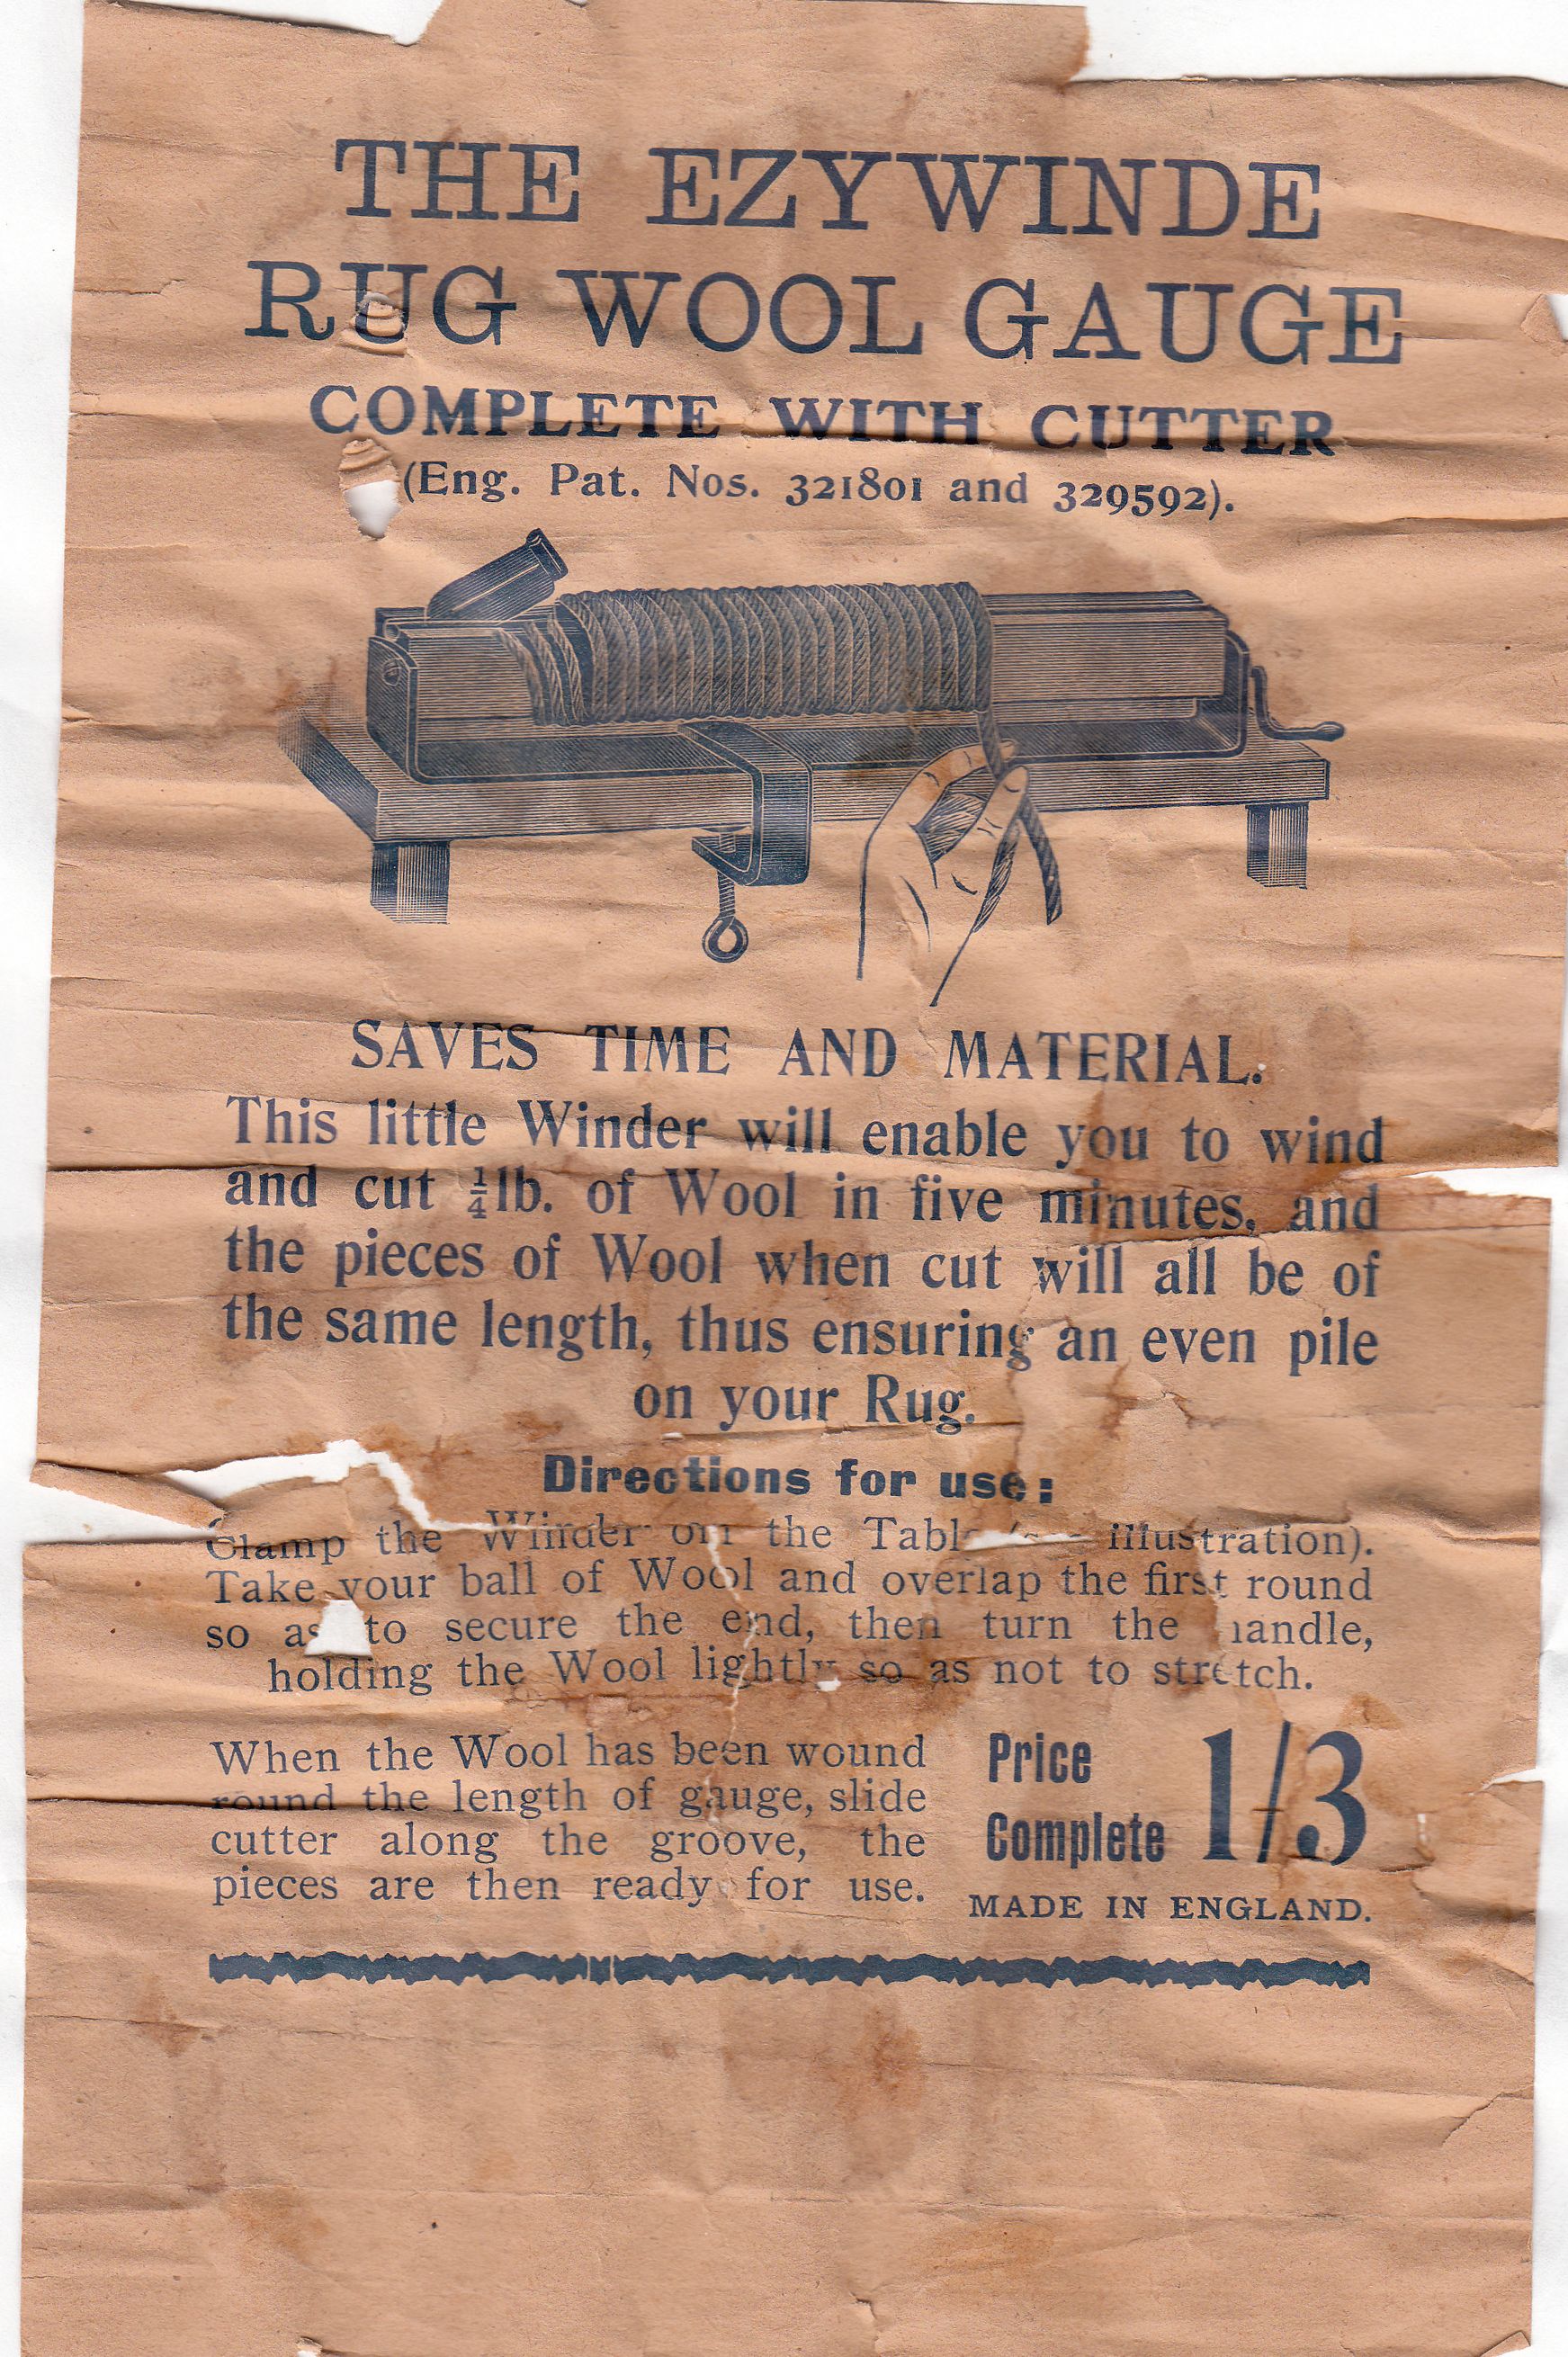 THE EZYWINDE
RUG WOOL GAUGE
COMPLETE WITH CUTTER
(Eng. Pat. Nos. 321801 and 329592).
SAVES TIME AND MATERIAL.
This little Winder will enable you to wind
and cut ¼lb. of Wool in five minutes, and
the pieces of Wool when cut will all be of
the same length, thus ensuring an even pile
on your Rug.
Directions for use:
Clamp the Winder on the Table illustration).
Take your ball of Wool and overlap the first round
so as to secure the end, then turn the handle,
holding the Wool lightly so as not to stretch.
When the Wool has been wound
round the length of gauge, slide
cutter along the groove, the
pieces are then ready for use.
Price
Complete 1/3
MADE IN ENGLAND.